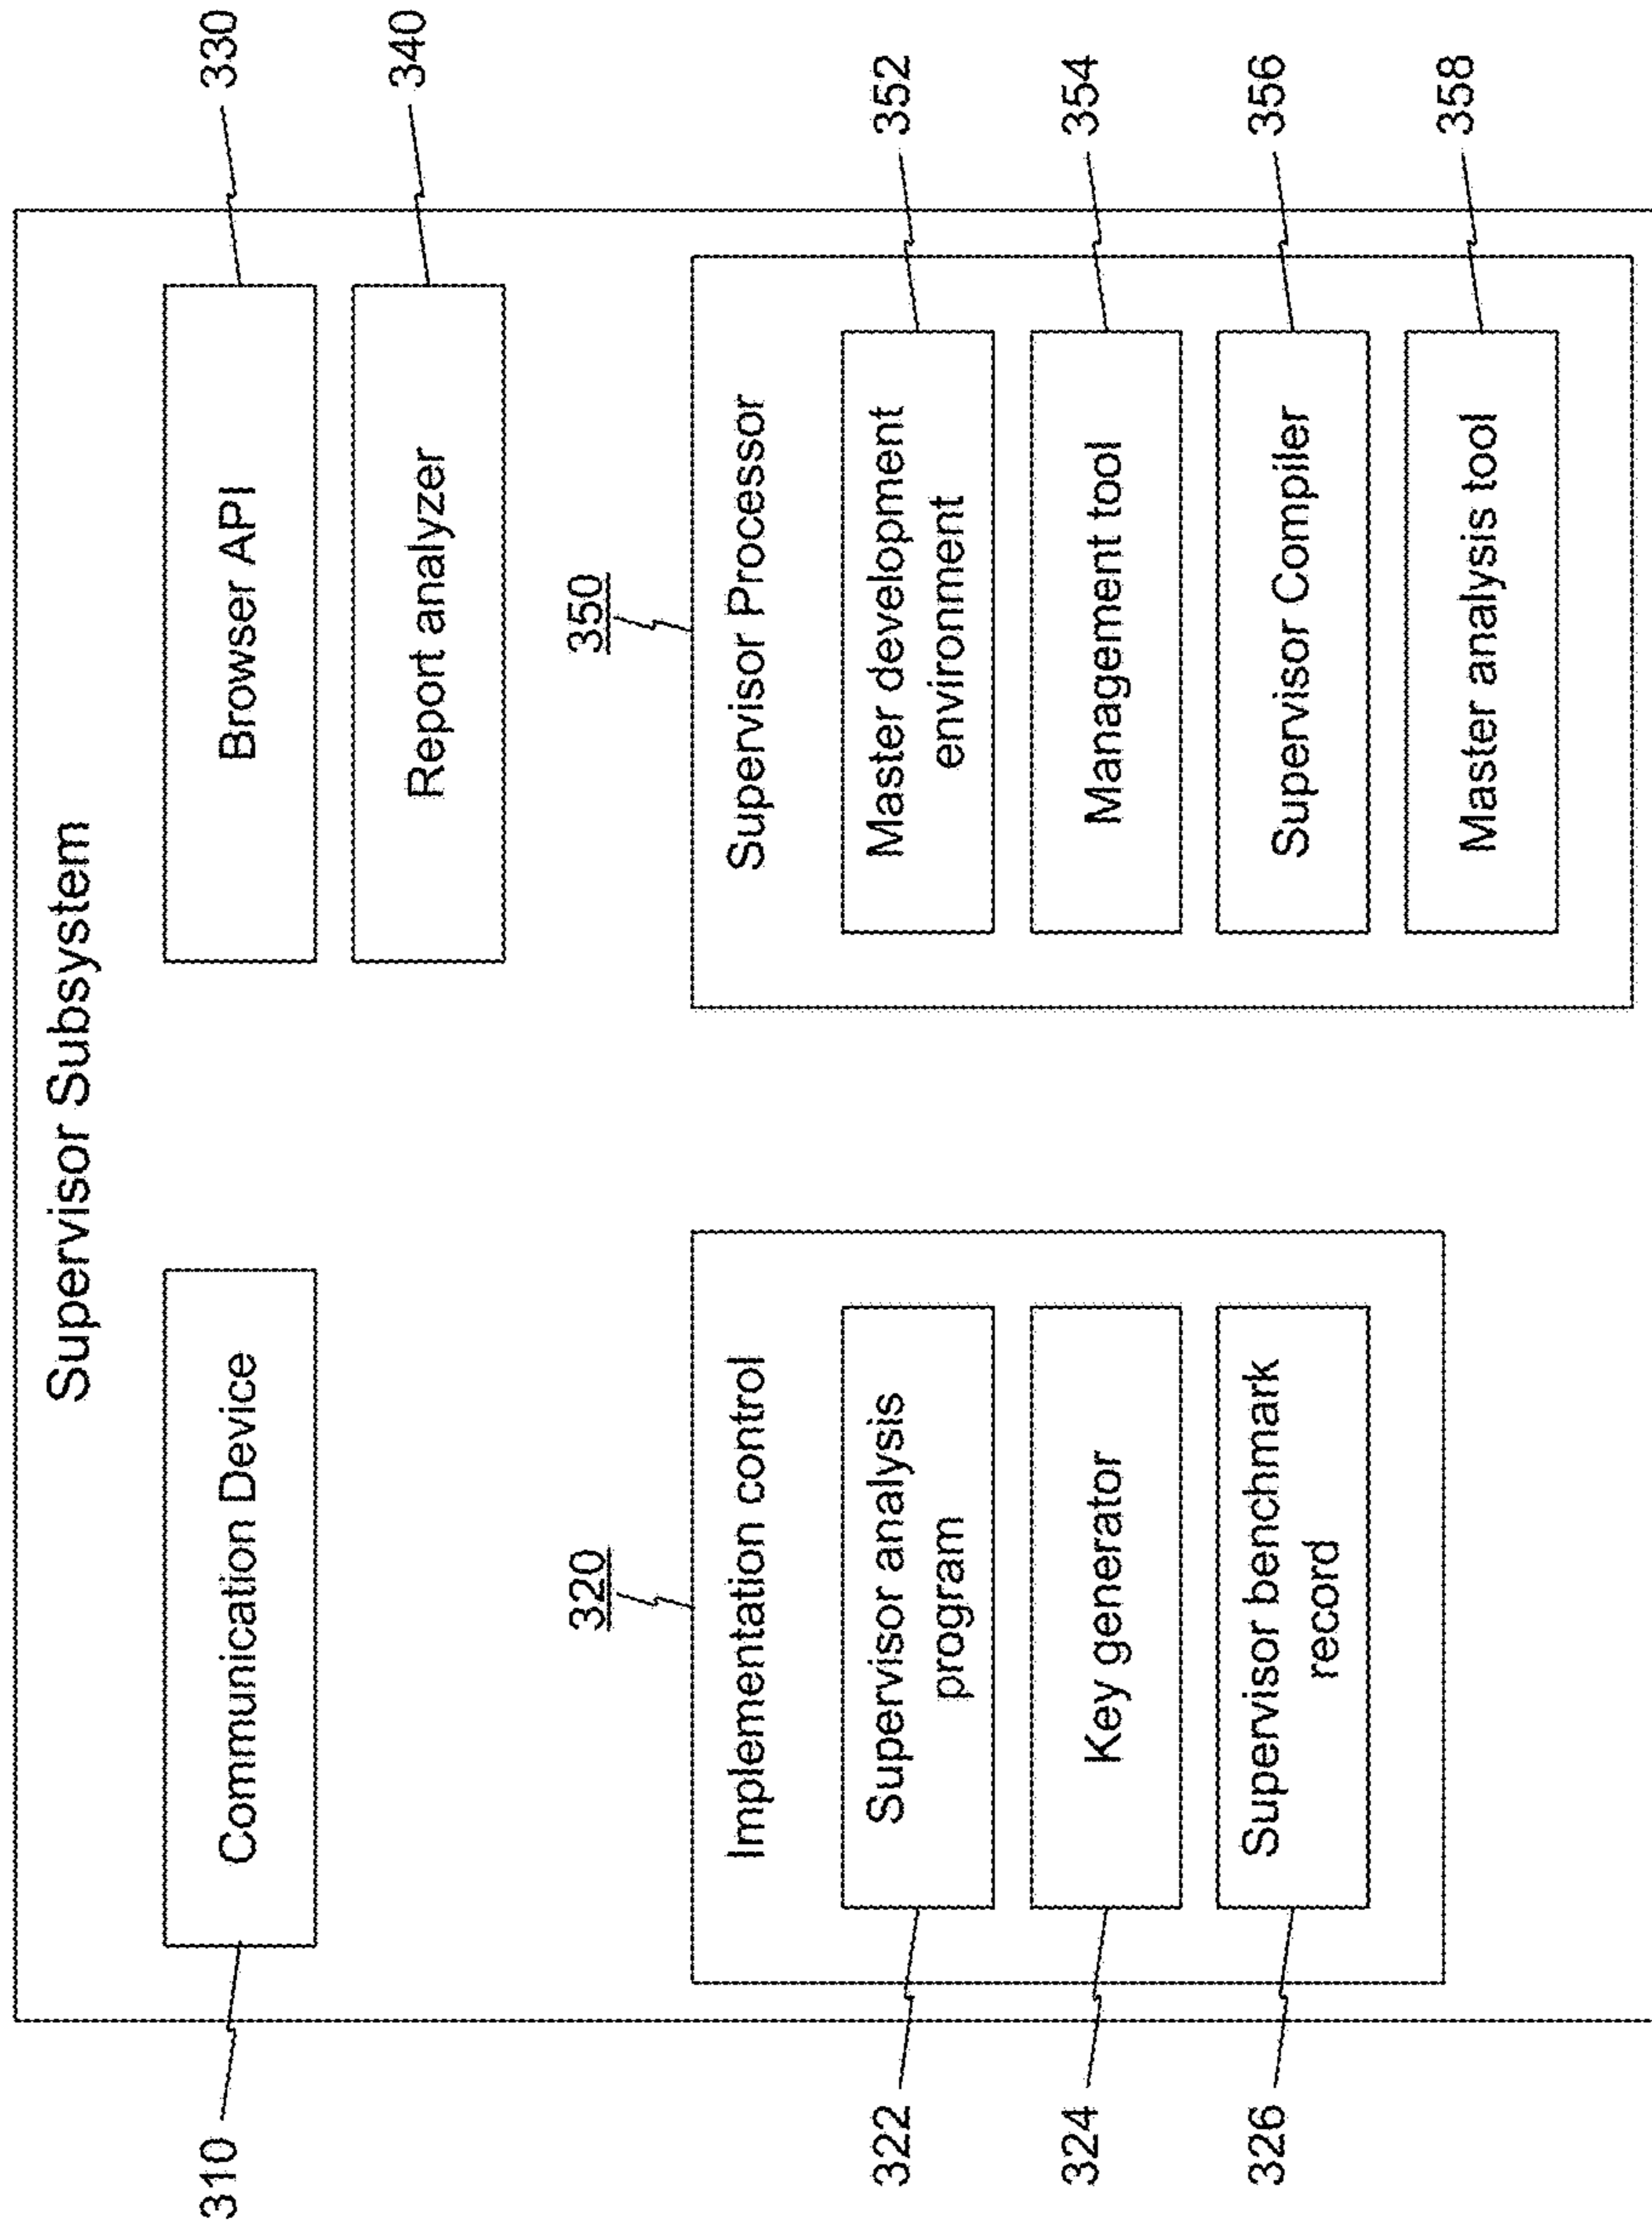 Supervisor Subsystem
310
Communication Device
320
Implementation control
322
Supervisor analysis
program
324
Key generator
326
Supervisor benchmark
record
330
Browser API
340
Report analyzer
350
Supervisor Processor
352
Master development
environment
354
Management tool
356
Supervisor Compiler
358
Master analysis tool